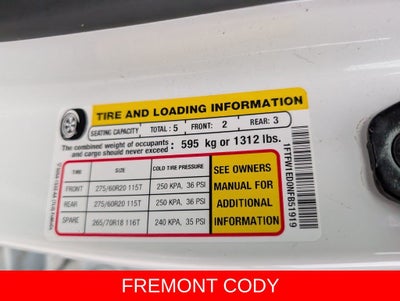 TIRE AND LOADING INFORMATION
SEATING CAPACITY TOTAL : 5 FRONT: 2 REAR: 3
The combined weight of occupants
and cargo should never exceed : 595 kg or 1312 lbs.
TIRE SIZE COLD TIRE PRESSURE
FRONT 275/60R20 115T 250 KPA, 36 PSI
REAR 275/60R20 115T 250 KPA, 36 PSI
SPARE 265/70R18 116T 240 KPA, 35 PSI
SEE OWNERS
MANUAL FOR
ADDITIONAL
INFORMATION
1FTFW1ED0NFB51919
FREMONT CODY